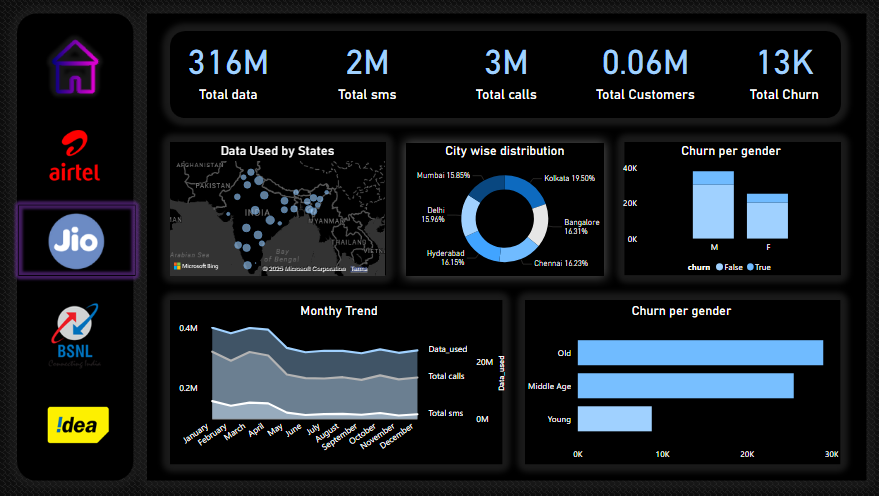 316M
Total data
2M
Total sms
3M
Total calls
0.06M
Total Customers
13K
Total Churn
airtel
Jio
BSNL
Connecting India
!dea
Data Used by States
AFGHANISTAN
PAKISTAN
INDIA
MYANMAR
THAILAND
Arabian Sea
Bay
of Bengal
Microsoft Bing
© 2025 Microsoft Corporation
Terms
City wise distribution
Mumbai 15.85%
Kolkata 19.50%
Delhi
15.96%
Bangalore
16.31%
Hyderabad
16.15%
Chennai 16.23%
Churn per gender
40K
20K
0K
M
F
churn
False
True
Monthy Trend
0.4M
0.2M
Data_used
Total calls
Total sms
20M
0M
Data_used
January
February
March
April
May
June
July
August
September
October
November
December
Churn per gender
Old
Middle Age
Young
0K
10K
20K
30K